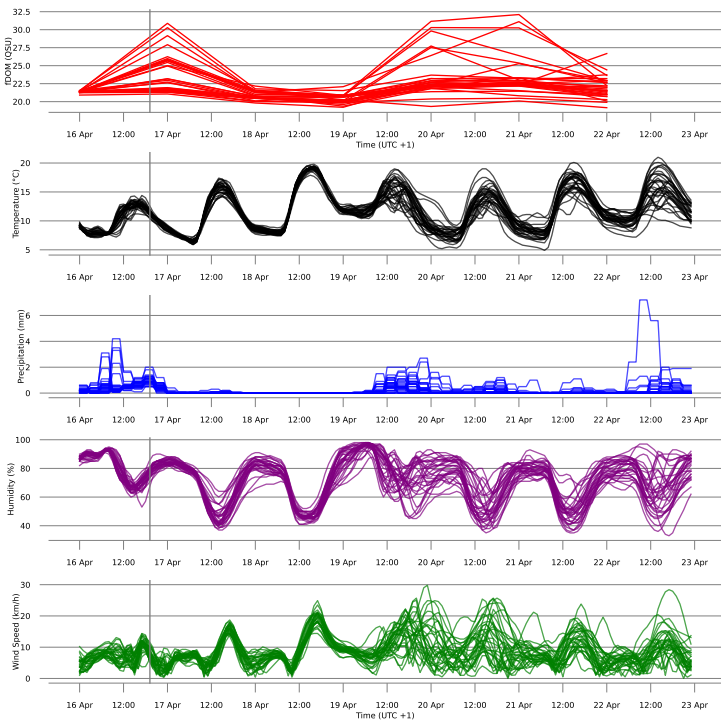 fDOM (QSU)
32.5
30.0
27.5
25.0
22.5
20.0
16 Apr 12:00 17 Apr 12:00 18 Apr 12:00 19 Apr 12:00 20 Apr 12:00 21 Apr 12:00 22 Apr 12:00 23 Apr
Time (UTC +1)
Temperature (°C)
20
15
10
5
16 Apr 12:00 17 Apr 12:00 18 Apr 12:00 19 Apr 12:00 20 Apr 12:00 21 Apr 12:00 22 Apr 12:00 23 Apr
Precipitation (mm)
6
4
2
0
16 Apr 12:00 17 Apr 12:00 18 Apr 12:00 19 Apr 12:00 20 Apr 12:00 21 Apr 12:00 22 Apr 12:00 23 Apr
Humidity (%)
100
80
60
40
16 Apr 12:00 17 Apr 12:00 18 Apr 12:00 19 Apr 12:00 20 Apr 12:00 21 Apr 12:00 22 Apr 12:00 23 Apr
Wind Speed (km/h)
30
20
10
0
16 Apr 12:00 17 Apr 12:00 18 Apr 12:00 19 Apr 12:00 20 Apr 12:00 21 Apr 12:00 22 Apr 12:00 23 Apr
Time (UTC +1)